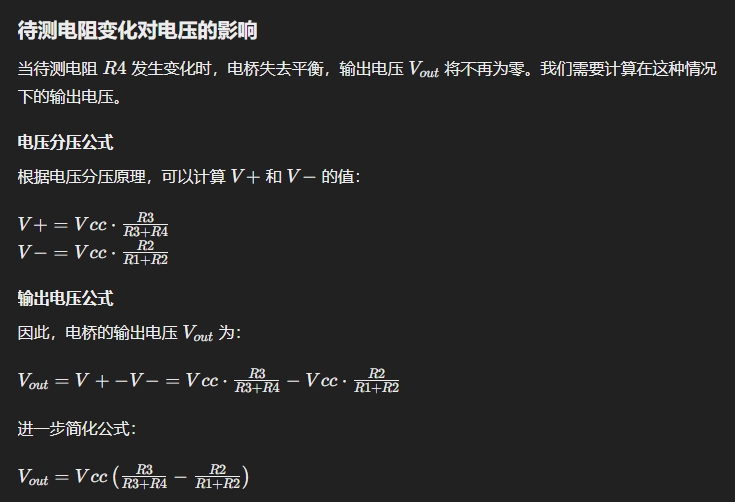 待测电阻变化对电压的影响
当待测电阻 R4 发生变化时，电桥失去平衡，输出电压 V_{out} 将不再为零。我们需要计算在这种情况
下的输出电压。
电压分压公式
根据电压分压原理，可以计算 V+ 和 V− 的值：
V+ = Vcc · \frac{R3}{R3+R4}
V− = Vcc · \frac{R2}{R1+R2}
输出电压公式
因此，电桥的输出电压 V_{out} 为：
V_{out} = V + −V− = Vcc · \frac{R3}{R3+R4} − Vcc · \frac{R2}{R1+R2}
进一步简化公式：
V_{out} = Vcc (\frac{R3}{R3+R4} − \frac{R2}{R1+R2})